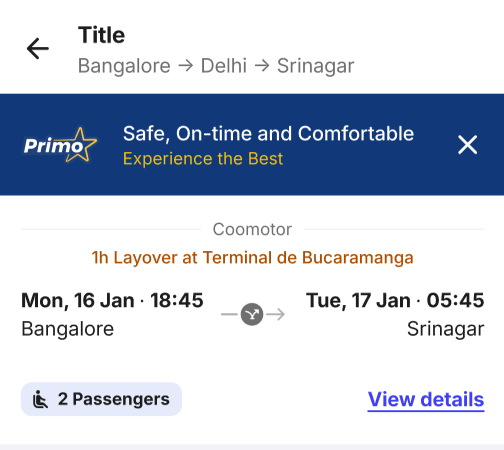 Title
Bangalore → Delhi → Srinagar
Primo
Safe, On-time and Comfortable
Experience the Best
Coomotor
1h Layover at Terminal de Bucaramanga
Mon, 16 Jan · 18:45
Tue, 17 Jan · 05:45
Bangalore
Srinagar
2 Passengers
View details